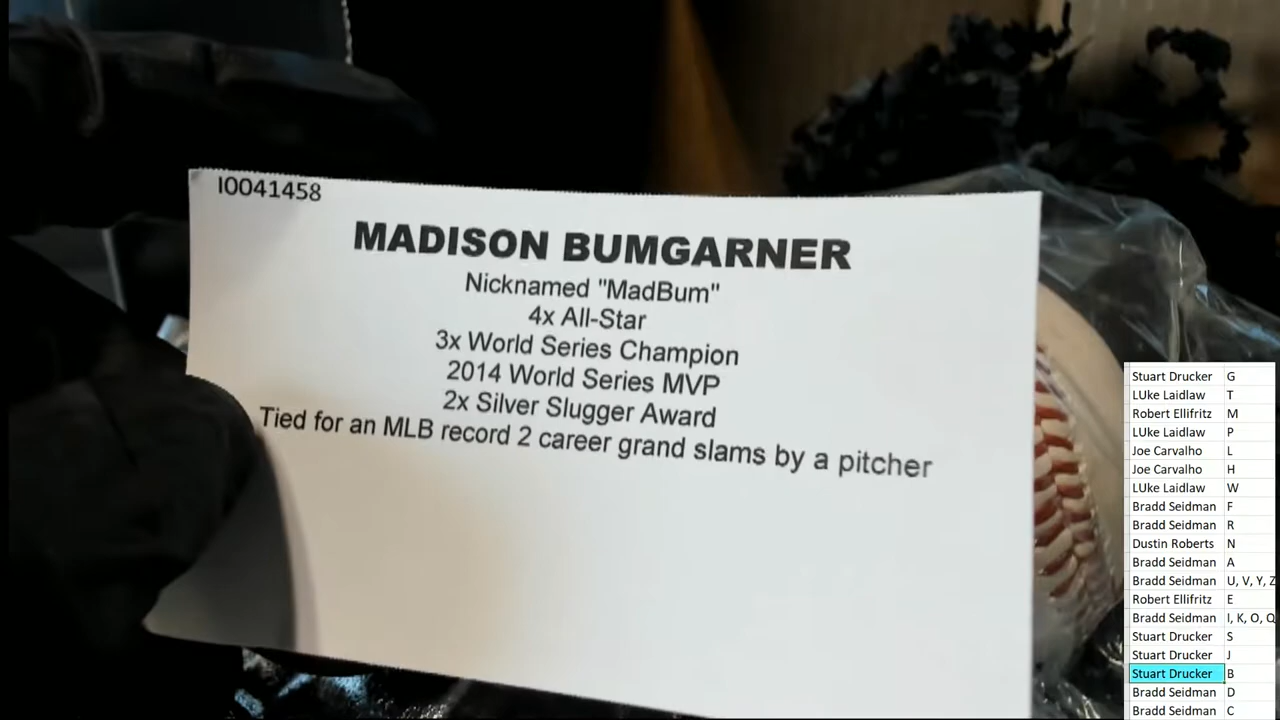 I0041458
MADISON BUMGARNER
Nicknamed "MadBum"
4x All-Star
3x World Series Champion
2014 World Series MVP
2x Silver Slugger Award
Tied for an MLB record 2 career grand slams by a pitcher
Stuart Drucker G
LUke Laidlaw T
Robert Ellifritz M
LUke Laidlaw P
Joe Carvalho L
Joe Carvalho H
LUke Laidlaw W
Bradd Seidman F
Bradd Seidman R
Dustin Roberts N
Bradd Seidman A
Bradd Seidman U, V, Y, Z
Robert Ellifritz E
Bradd Seidman I, K, O, Q
Stuart Drucker S
Stuart Drucker J
Stuart Drucker B
Bradd Seidman D
Bradd Seidman C